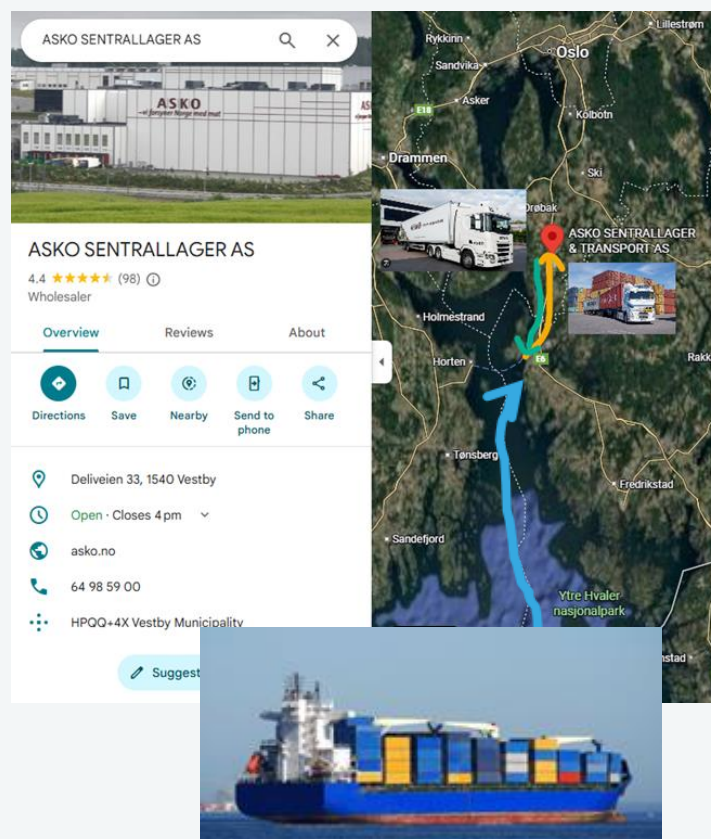 ASKO SENTRALLAGER AS
ASKO
ASKO SENTRALLAGER AS
4.4
(98)
Wholesaler
Overview
Reviews
About
Directions
Save
Nearby
Send to
phone
Share
Deliveien 33, 1540 Vestby
Open · Closes 4 pm
asko.no
64 98 59 00
HPQQ+4X Vestby Municipality
Suggest
Lillestrøm
Rykkinn
Oslo
Sandvika
Asker
E18
Kolbotn
Drammen
Ski
Drøbak
ASKO SENTRALLAGER
& TRANSPORT AS
Holmestrand
Horten
E6
Rakk
Tønsberg
Fredrikstad
Sandefjord
Ytre Hvaler
nasjonalpark
stad